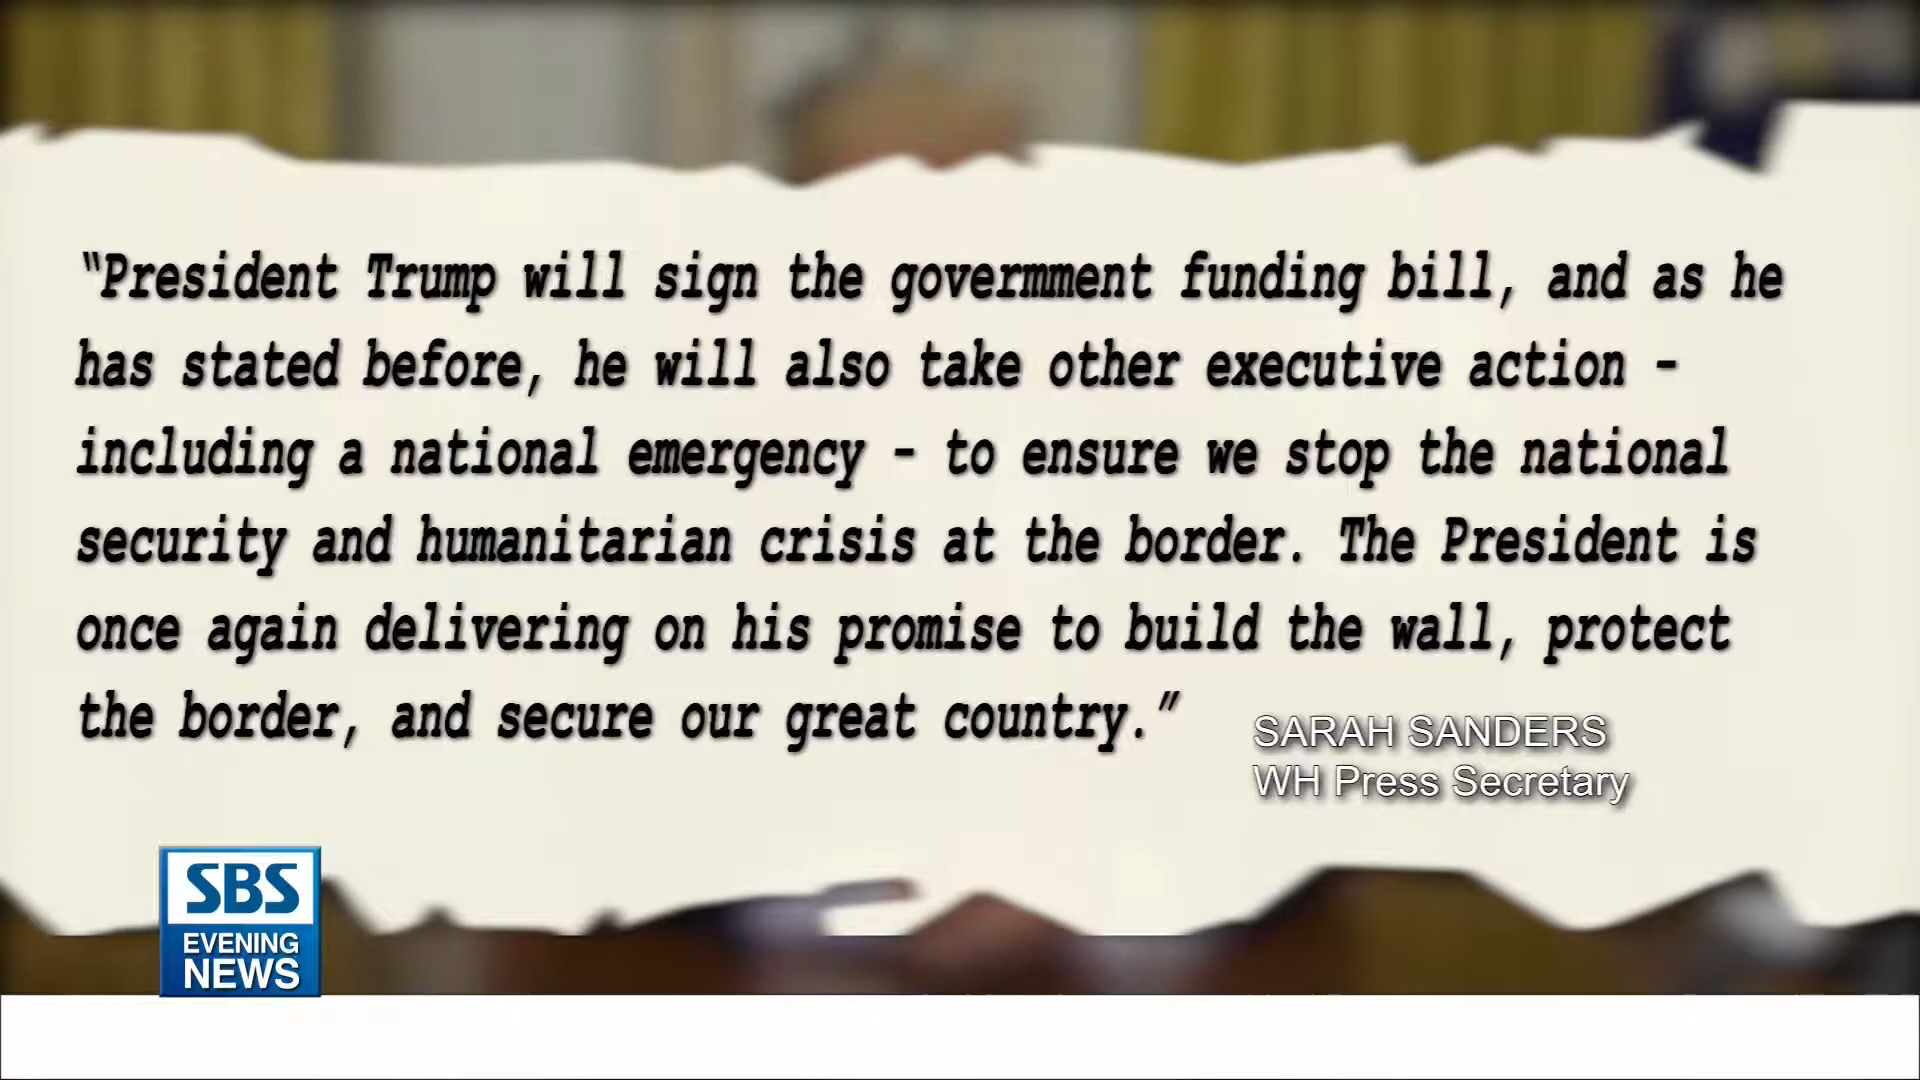 “President Trump will sign the govermment funding bill, and as he
has stated before, he will also take other executive action -
including a national emergency - to ensure we stop the national
security and humanitarian crisis at the border. The President is
once again delivering on his promise to build the wall, protect
the border, and secure our great country.”
SARAH SANDERS
WH Press Secretary
SBS
EVENING
NEWS